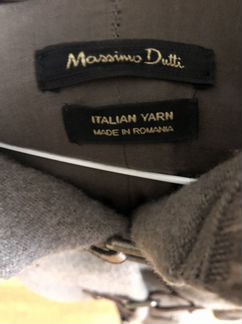 Massimo Dutti
ITALIAN YARN
MADE IN ROMANIA